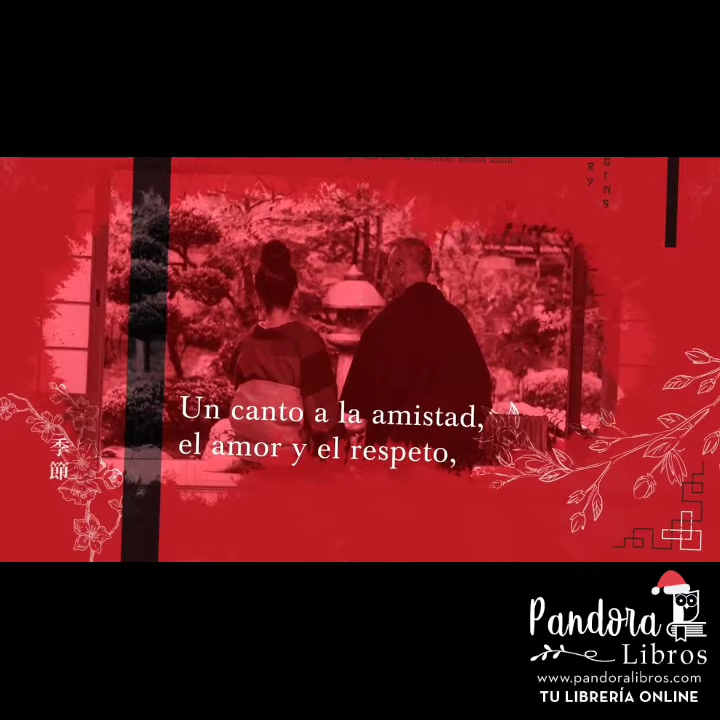 Un canto a la amistad,
el amor y el respeto,
季節
Pandora
Libros
www.pandoralibros.com
TU LIBRERÍA ONLINE